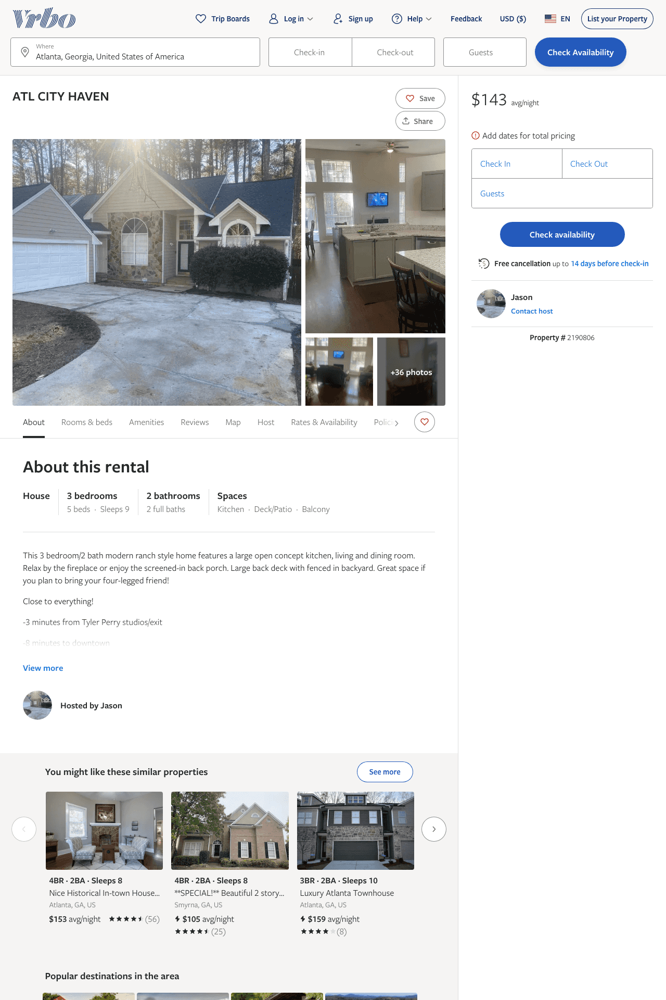 Vrbo
Trip Boards
Log in
Sign up
Help
Feedback
USD ($)
EN
List your Property
Where
Atlanta, Georgia, United States of America
Check-in
Check-out
Guests
Check Availability
ATL CITY HAVEN
Save
Share
+36 photos
$143 avg/night
Add dates for total pricing
Check In
Check Out
Guests
Check availability
Free cancellation up to 14 days before check-in
Jason
Contact host
Property # 2190806
About
Rooms & beds
Amenities
Reviews
Map
Host
Rates & Availability
Polici
About this rental
House
3 bedrooms
5 beds · Sleeps 9
2 bathrooms
2 full baths
Spaces
Kitchen · Deck/Patio · Balcony
This 3 bedroom/2 bath modern ranch style home features a large open concept kitchen, living and dining room.
Relax by the fireplace or enjoy the screened-in back porch. Large back deck with fenced in backyard. Great space if
you plan to bring your four-legged friend!
Close to everything!
-3 minutes from Tyler Perry studios/exit
-8 minutes to downtown
View more
Hosted by Jason
You might like these similar properties
See more
4BR · 2BA · Sleeps 8
Nice Historical In-town House...
Atlanta, GA, US
$153 avg/night
(56)
4BR · 2BA · Sleeps 8
**SPECIAL!** Beautiful 2 story...
Smyrna, GA, US
$105 avg/night
(25)
3BR · 2BA · Sleeps 10
Luxury Atlanta Townhouse
Atlanta, GA, US
$159 avg/night
(8)
Popular destinations in the area